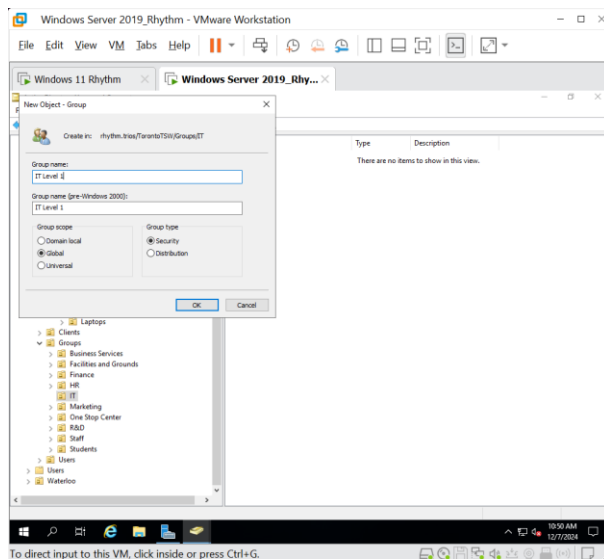 Windows Server 2019_Rhythm - VMware Workstation
File Edit View VM Tabs Help
Windows 11 Rhythm
Windows Server 2019_Rhy...
New Object - Group
Create in: rhythm.trios/TorontoTSW/Groups/IT
Group name:
IT Level 1
Group name (pre-Windows 2000):
IT Level 1
Group scope
Domain local
Global
Universal
Group type
Security
Distribution
OK Cancel
Type Description
There are no items to show in this view.
Laptops
Clients
Groups
Business Services
Facilities and Grounds
Finance
HR
IT
Marketing
One Stop Center
R&D
Staff
Students
Users
Users
Waterloo
10:50 AM
12/7/2024
To direct input to this VM, click inside or press Ctrl+G.